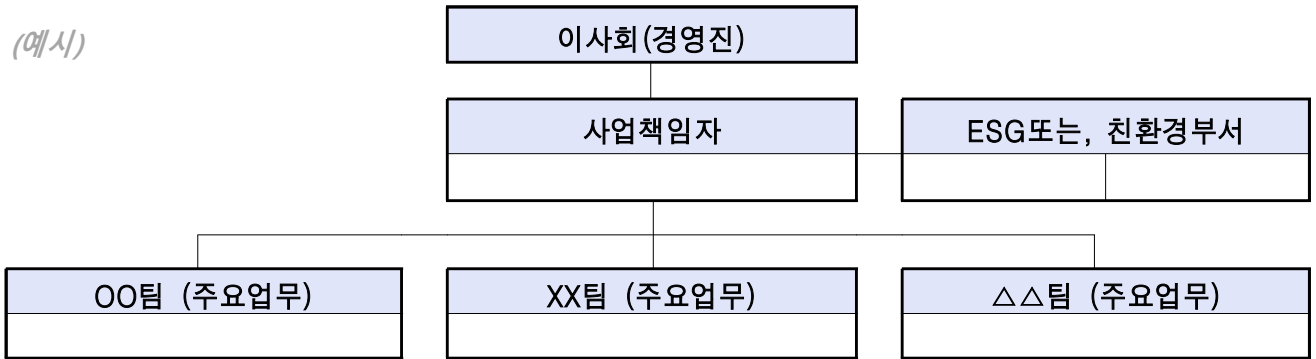 (예시)
이사회(경영진)
사업책임자
ESG또는, 친환경부서
OO팀 (주요업무)
XX팀 (주요업무)
△△팀 (주요업무)